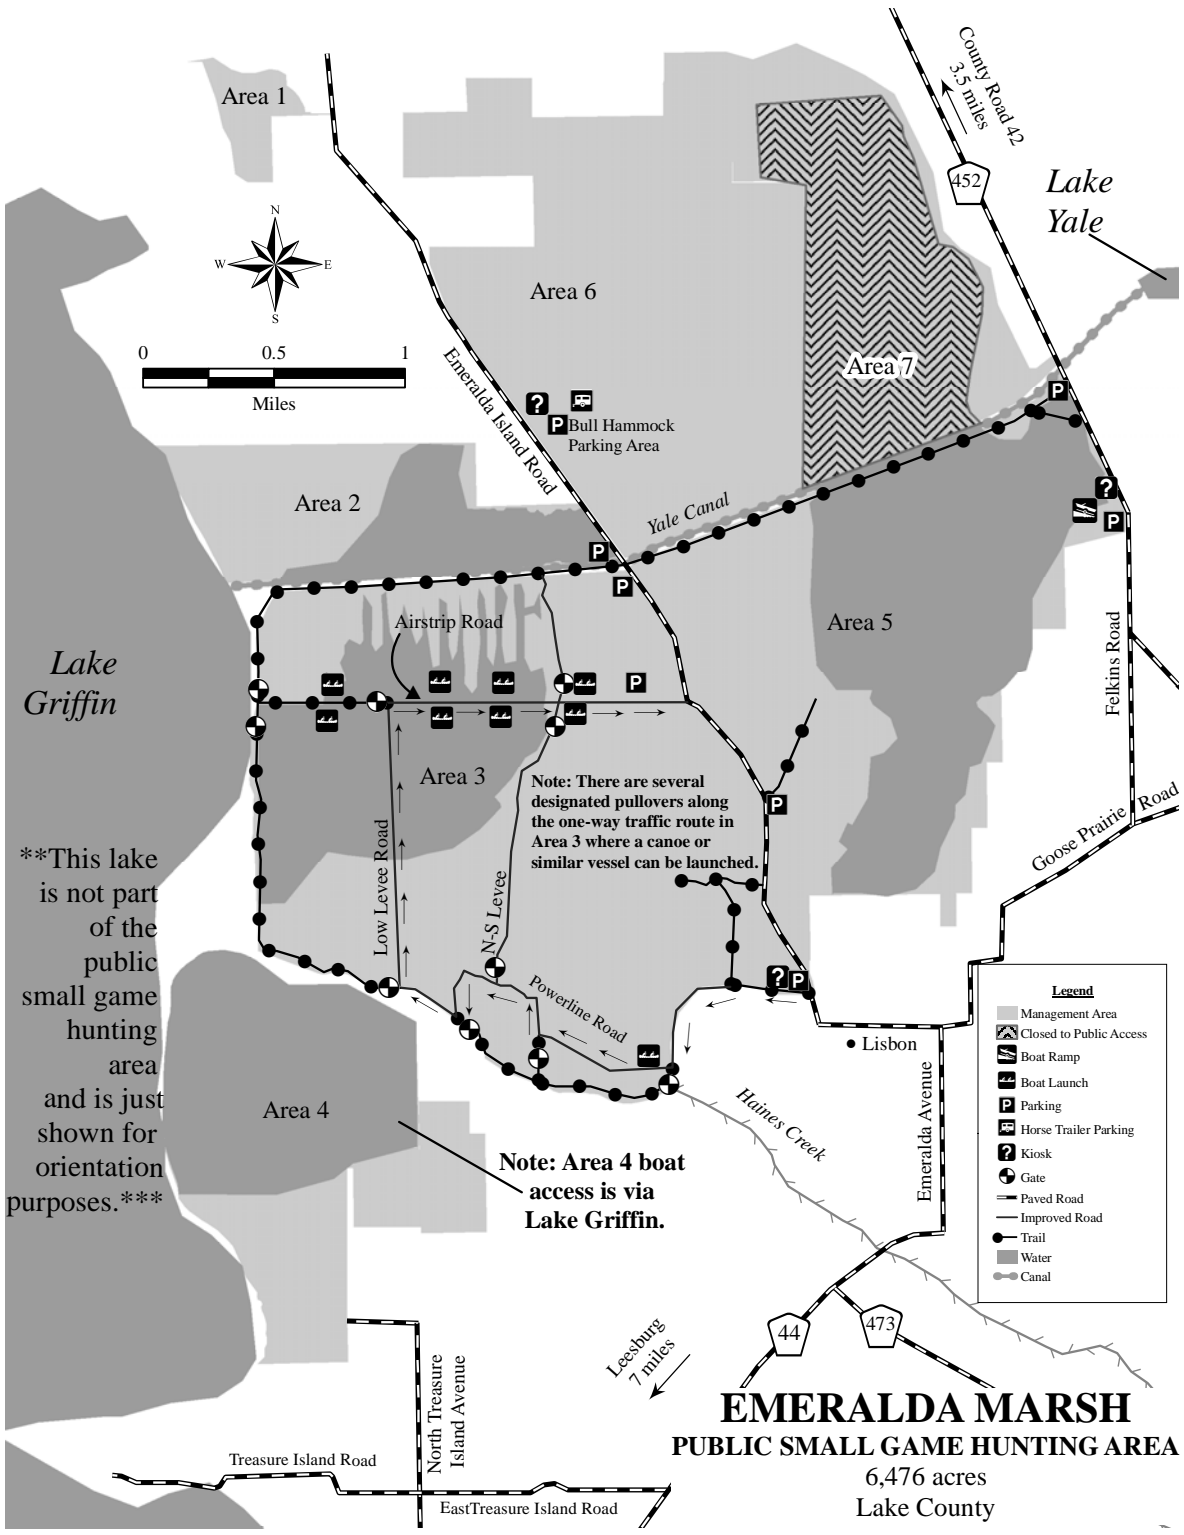 County Road 42
3.5 miles
Area 1
452
Lake
Yale
N
W
E
S
Area 6
0
0.5
1
Miles
Area 7
Emeralda Island Road
?
P
P
Bull Hammock
Parking Area
Area 2
Yale Canal
?
P
P
P
Area 5
Airstrip Road
Lake
Griffin
P
Felkins Road
Area 3
Note: There are several
designated pullovers along
the one-way traffic route in
Area 3 where a canoe or
similar vessel can be launched.
P
Goose Prairie Road
Low Levee Road
N-S Levee
**This lake
is not part
of the
public
small game
hunting
area
and is just
shown for
orientation
purposes.***
Powerline Road
?
P
Lisbon
Legend
Management Area
Closed to Public Access
Boat Ramp
Boat Launch
P
Parking
Horse Trailer Parking
?
Kiosk
Gate
Paved Road
Improved Road
Trail
Water
Canal
Area 4
Haines Creek
Emeralda Avenue
Note: Area 4 boat
access is via
Lake Griffin.
44
473
Leesburg
7 miles
North Treasure
Island Avenue
Treasure Island Road
EastTreasure Island Road
EMERALDA MARSH
PUBLIC SMALL GAME HUNTING AREA
6,476 acres
Lake County